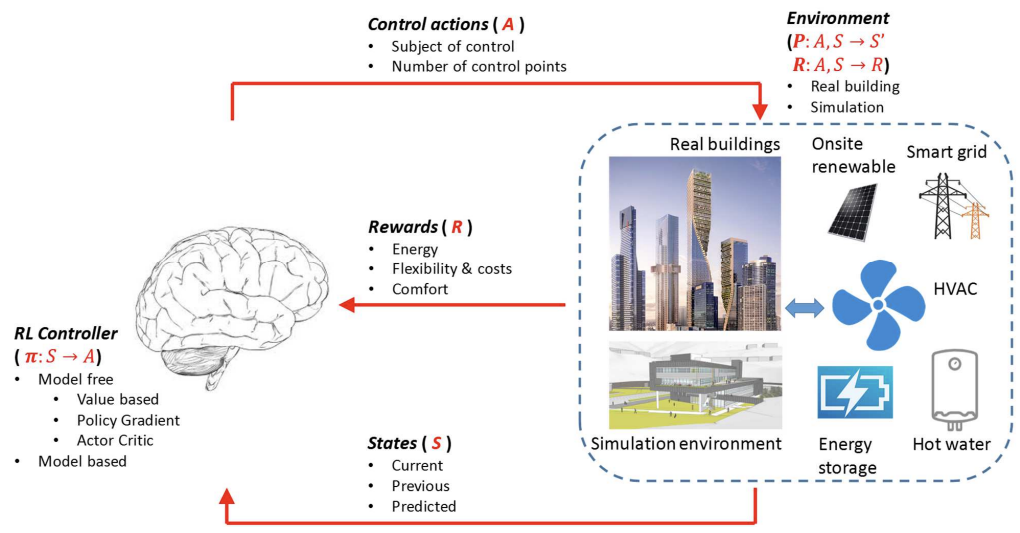 Control actions ( A )
• Subject of control
• Number of control points
Environment
(P: A, S → S’
R: A, S → R)
• Real building
• Simulation
Real buildings
Onsite
renewable
Smart grid
Rewards ( R )
• Energy
• Flexibility & costs
• Comfort
HVAC
RL Controller
( π: S → A)
• Model free
• Value based
• Policy Gradient
• Actor Critic
• Model based
States ( S )
• Current
• Previous
• Predicted
Simulation environment
Energy
storage
Hot water